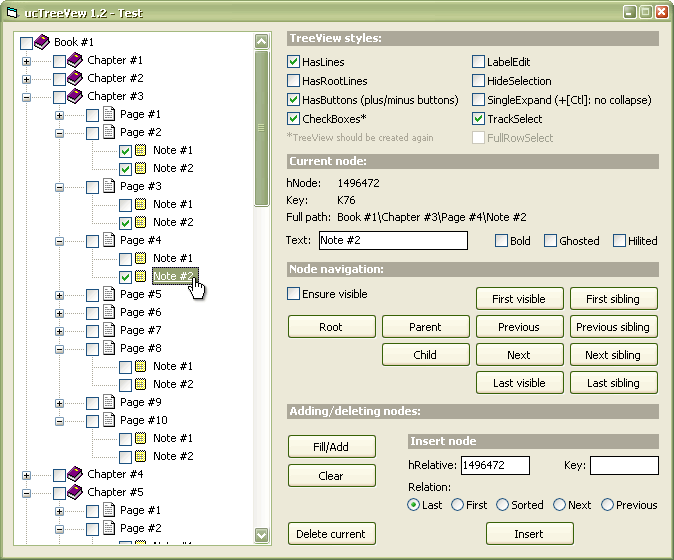 ucTreeView 1.2 - Test
Book #1
Chapter #1
Chapter #2
Chapter #3
Page #1
Page #2
Note #1
Note #2
Page #3
Note #1
Note #2
Page #4
Note #1
Note #2
Page #5
Page #6
Page #7
Page #8
Note #1
Note #2
Page #9
Page #10
Note #1
Note #2
Chapter #4
Chapter #5
Page #1
Page #2
Note #1
TreeView styles:
HasLines
LabelEdit
HasRootLines
HideSelection
HasButtons (plus/minus buttons)
SingleExpand (+[Ctl]: no collapse)
CheckBoxes*
TrackSelect
*TreeView should be created again
FullRowSelect
Current node:
hNode: 1496472
Key: K76
Full path: Book #1\Chapter #3\Page #4\Note #2
Text: Note #2
Bold
Ghosted
Hilited
Node navigation:
Ensure visible
First visible
First sibling
Root
Parent
Previous
Previous sibling
Child
Next
Next sibling
Last visible
Last sibling
Adding/deleting nodes:
Fill/Add
Clear
Delete current
Insert node
hRelative: 1496472
Key:
Relation:
Last
First
Sorted
Next
Previous
Insert